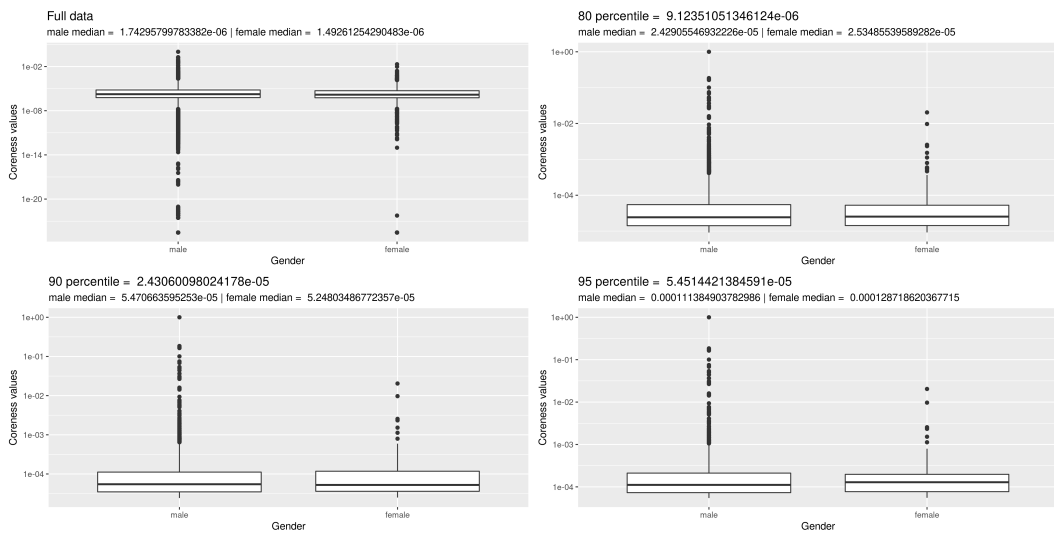 Full data
male median = 1.74295799783382e-06 | female median = 1.49261254290483e-06
1e-02
1e-08
1e-14
1e-20
Coreness values
male
female
Gender
80 percentile = 9.12351051346124e-06
male median = 2.42905546932226e-05 | female median = 2.53485539589282e-05
1e+00
1e-02
1e-04
Coreness values
male
female
Gender
90 percentile = 2.43060098024178e-05
male median = 5.470663595253e-05 | female median = 5.24803486772357e-05
1e+00
1e-01
1e-02
1e-03
1e-04
Coreness values
male
female
Gender
95 percentile = 5.4514421384591e-05
male median = 0.000111384903782986 | female median = 0.000128718620367715
1e+00
1e-01
1e-02
1e-03
1e-04
Coreness values
male
female
Gender